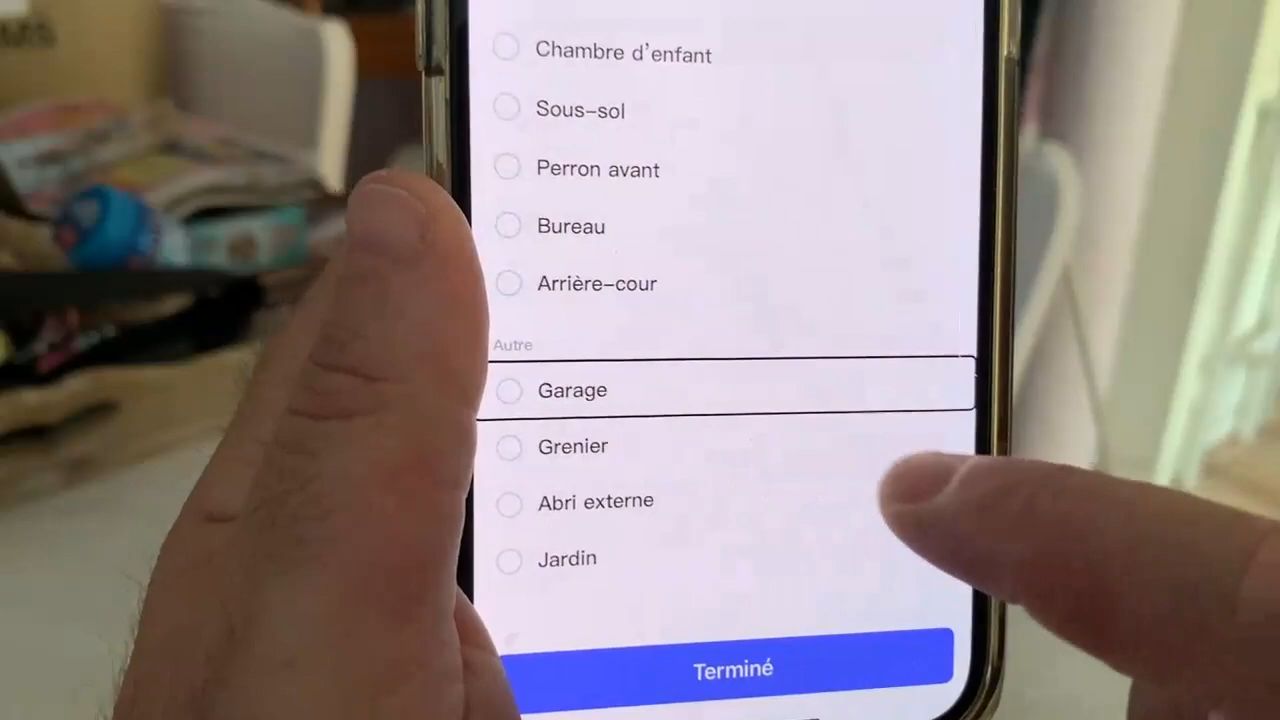 Chambre d'enfant
Sous-sol
Perron avant
Bureau
Arrière-cour
Autre
Garage
Grenier
Abri externe
Jardin
Terminé